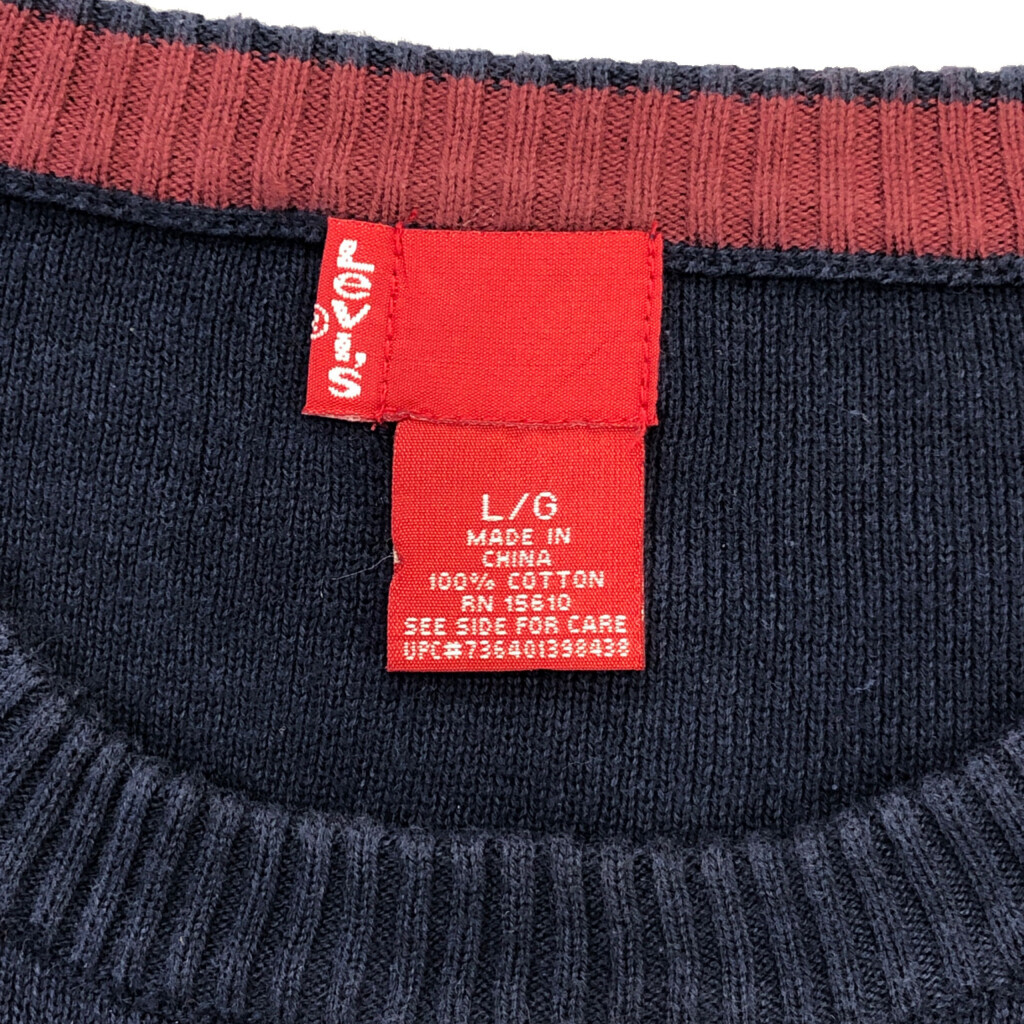 Levi's
®
L/G
MADE IN
CHINA
100% COTTON
RN 15610
SEE SIDE FOR CARE
UPC#736401398438